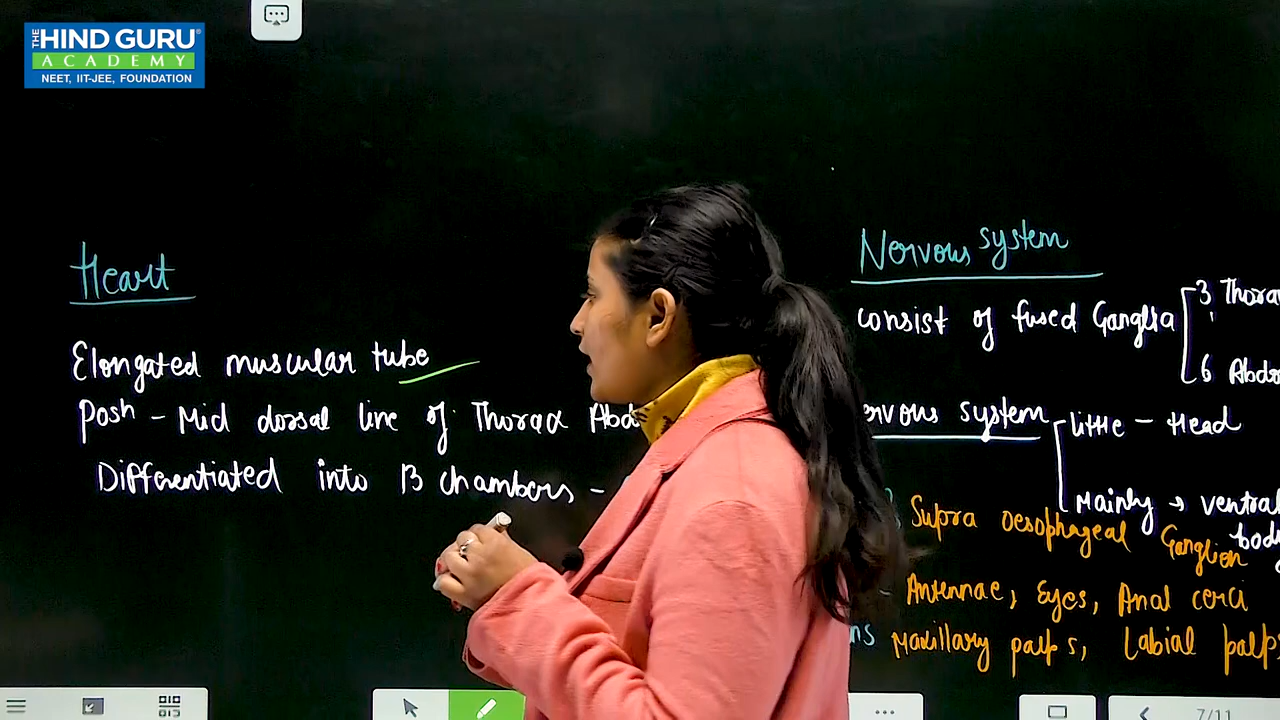 THE HIND GURU®
ACADEMY
NEET, IIT-JEE, FOUNDATION
Heart
Elongated muscular tube
Mid dorsal line of Thorax Abd
Differentiated into 13 chambers -
Nervous system
consist of fused Ganglia
3 Thora
6 Abdo
ervous system
little - Head
Mainly → ventral
body
Supra oesophageal Ganglion
- Antennae, Eyes, Anal cerci
ns Maxillary palps, Labial palps
7/11